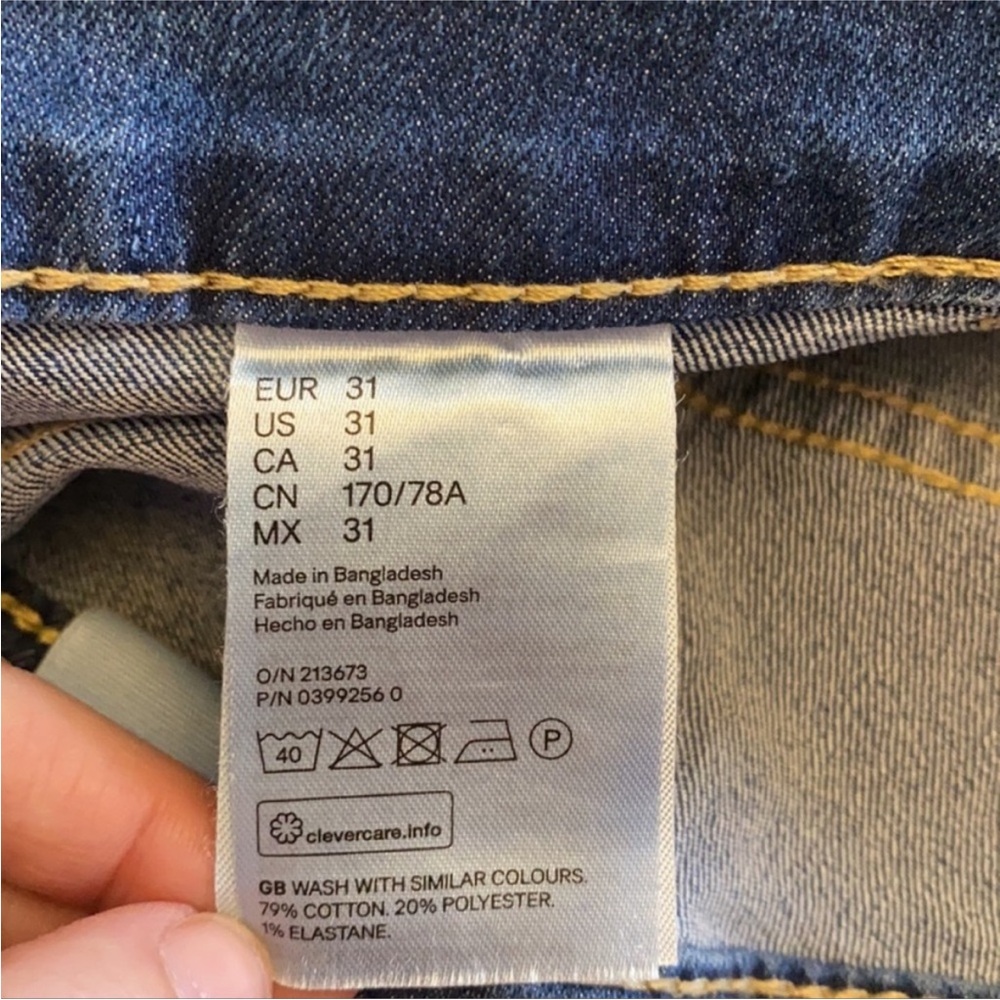 EUR 31
US 31
CA 31
CN 170/78A
MX 31
Made in Bangladesh
Fabriqué en Bangladesh
Hecho en Bangladesh
O/N 213673
P/N 0399256 0
40 P
clevercare.info
GB WASH WITH SIMILAR COLOURS.
79% COTTON. 20% POLYESTER.
1% ELASTANE.